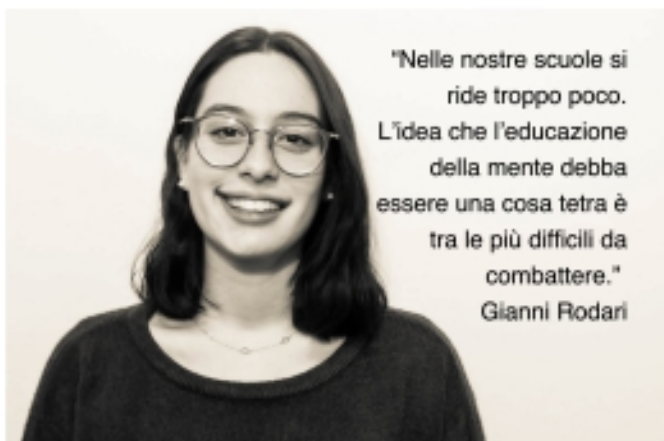 "Nelle nostre scuole si
ride troppo poco.
L'idea che l'educazione
della mente debba
essere una cosa tetra è
tra le più difficili da
combattere."
Gianni Rodari